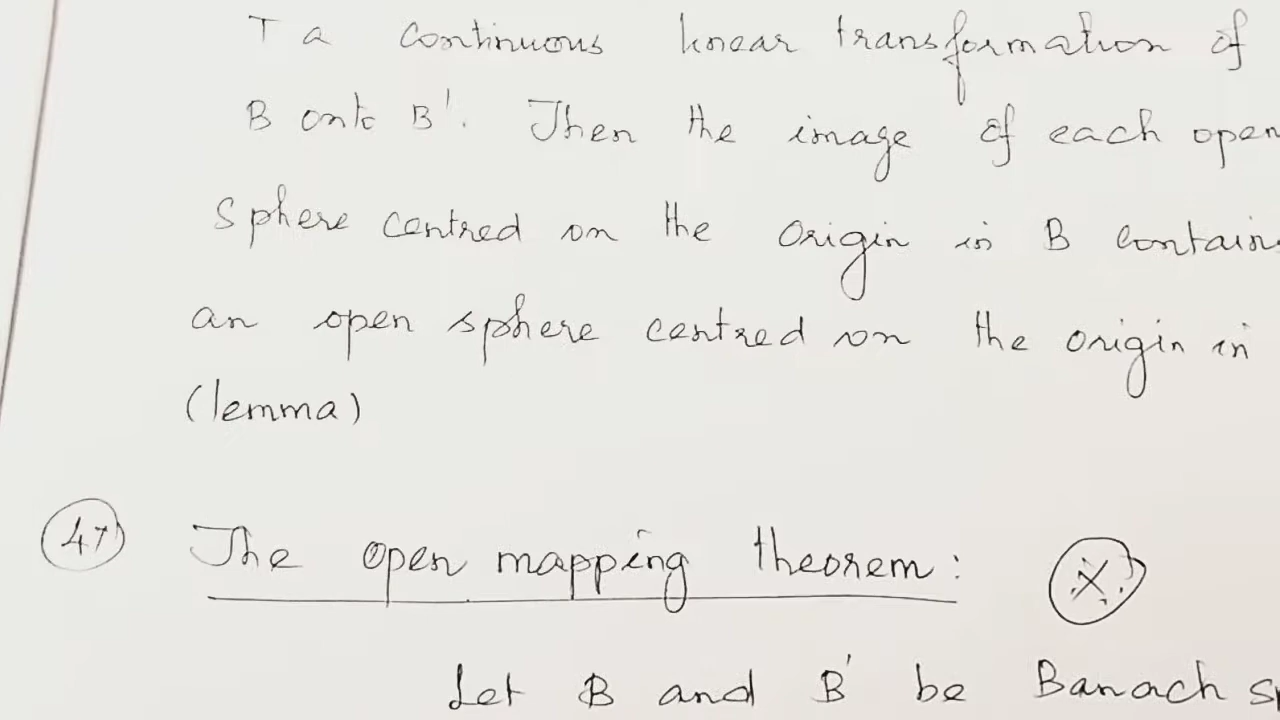 T a continuous linear transformation of
B onto B'. Then the image of each open
sphere centred on the origin in B contains
an open sphere centred on the origin in
(lemma)
47 The open mapping theorem:
Let B and B' be Banach sp